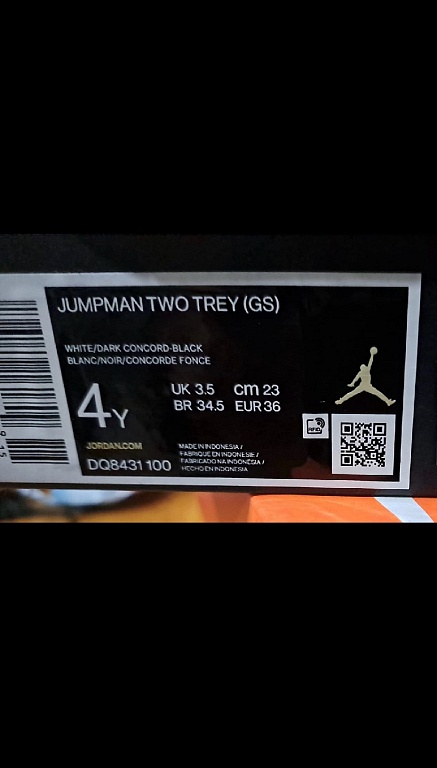 JUMPMAN TWO TREY (GS)
WHITE/DARK CONCORD-BLACK
BLANC/NOIR/CONCORDE FONCE
4Y
UK 3.5 cm 23
BR 34.5 EUR 36
JORDAN.COM
DQ8431 100
MADE IN INDONESIA /
FABRIQUÉ EN INDONESIE /
FABRICADO NA INDONÉSIA /
HECHO EN INDONESIA